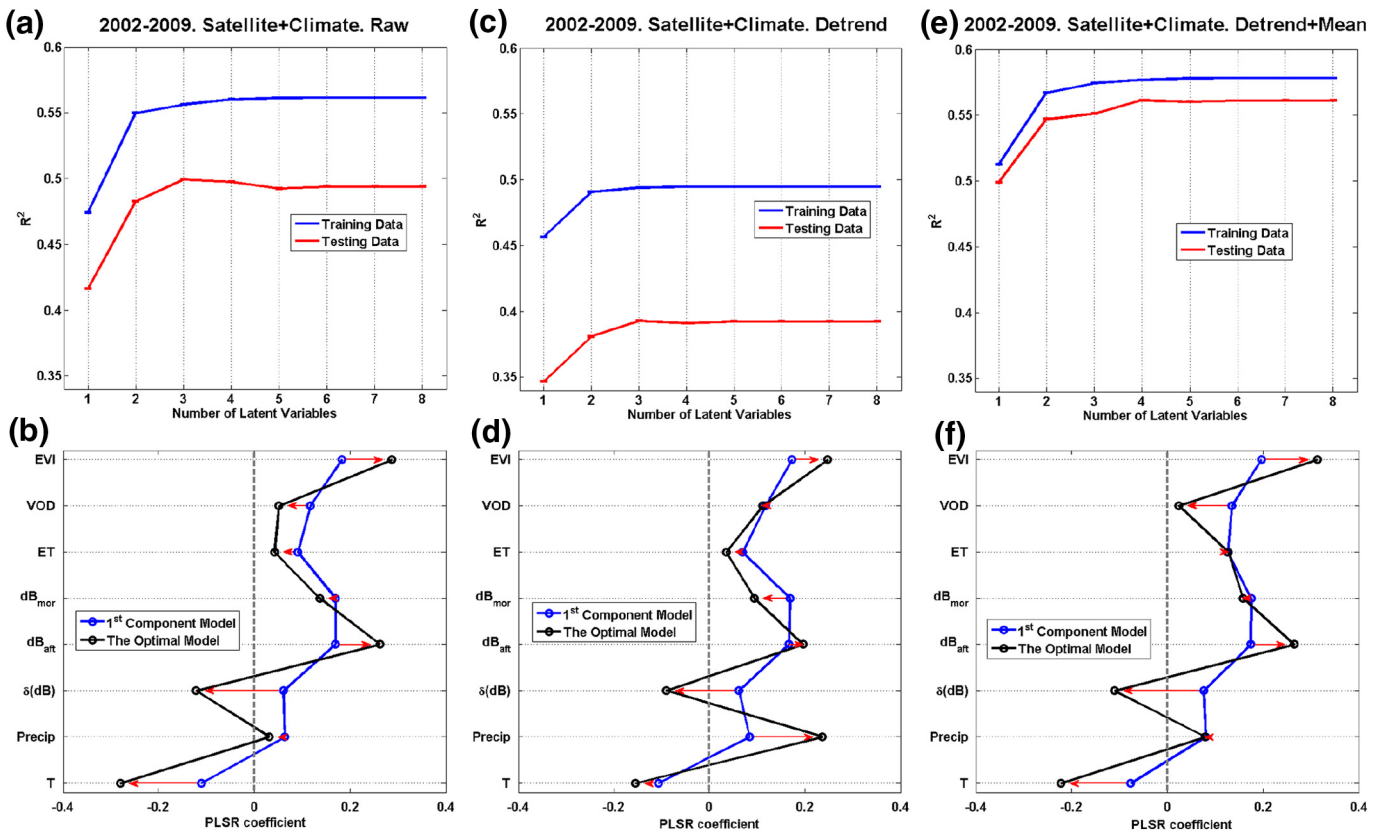 (a) 2002-2009. Satellite+Climate. Raw
0.6
0.55
0.5
0.45
0.4
0.35
R²
Training Data
Testing Data
1 2 3 4 5 6 7 8
Number of Latent Variables
(c) 2002-2009. Satellite+Climate. Detrend
0.6
0.55
0.5
0.45
0.4
0.35
R²
Training Data
Testing Data
1 2 3 4 5 6 7 8
Number of Latent Variables
(e) 2002-2009. Satellite+Climate. Detrend+Mean
0.6
0.55
0.5
0.45
0.4
0.35
R²
Training Data
Testing Data
1 2 3 4 5 6 7 8
Number of Latent Variables
(b)
EVI
VOD
ET
dBmor
dBaft
δ(dB)
Precip
T
1st Component Model
The Optimal Model
-0.4 -0.2 0 0.2 0.4
PLSR coefficient
(d)
EVI
VOD
ET
dBmor
dBaft
δ(dB)
Precip
T
1st Component Model
The Optimal Model
-0.4 -0.2 0 0.2 0.4
PLSR coefficient
(f)
EVI
VOD
ET
dBmor
dBaft
δ(dB)
Precip
T
1st Component Model
The Optimal Model
-0.4 -0.2 0 0.2 0.4
PLSR coefficient